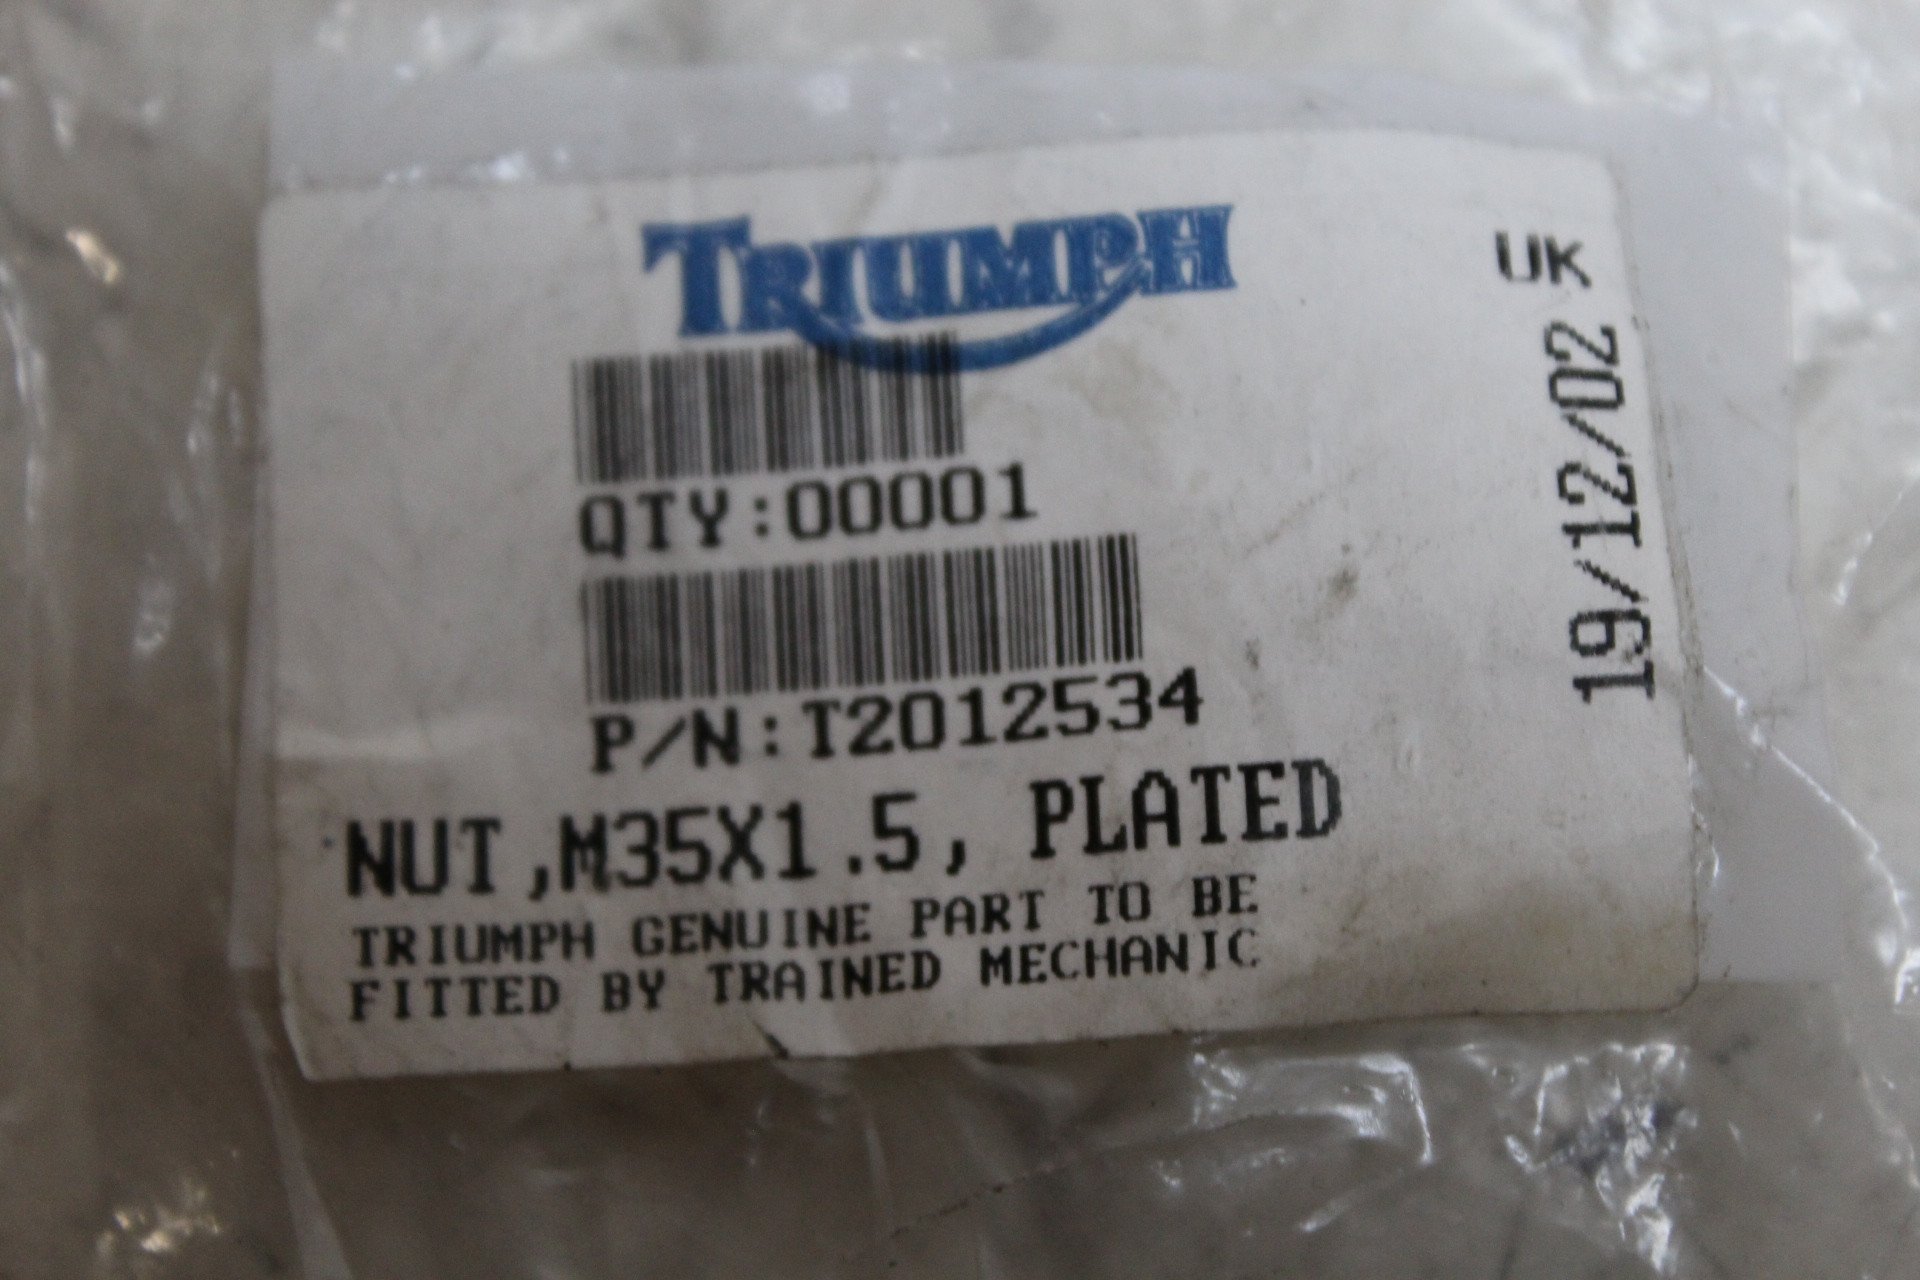 TRIUMPH
UK
19/12/02
QTY:00001
P/N:T2012534
NUT,M35X1.5, PLATED
TRIUMPH GENUINE PART TO BE
FITTED BY TRAINED MECHANIC